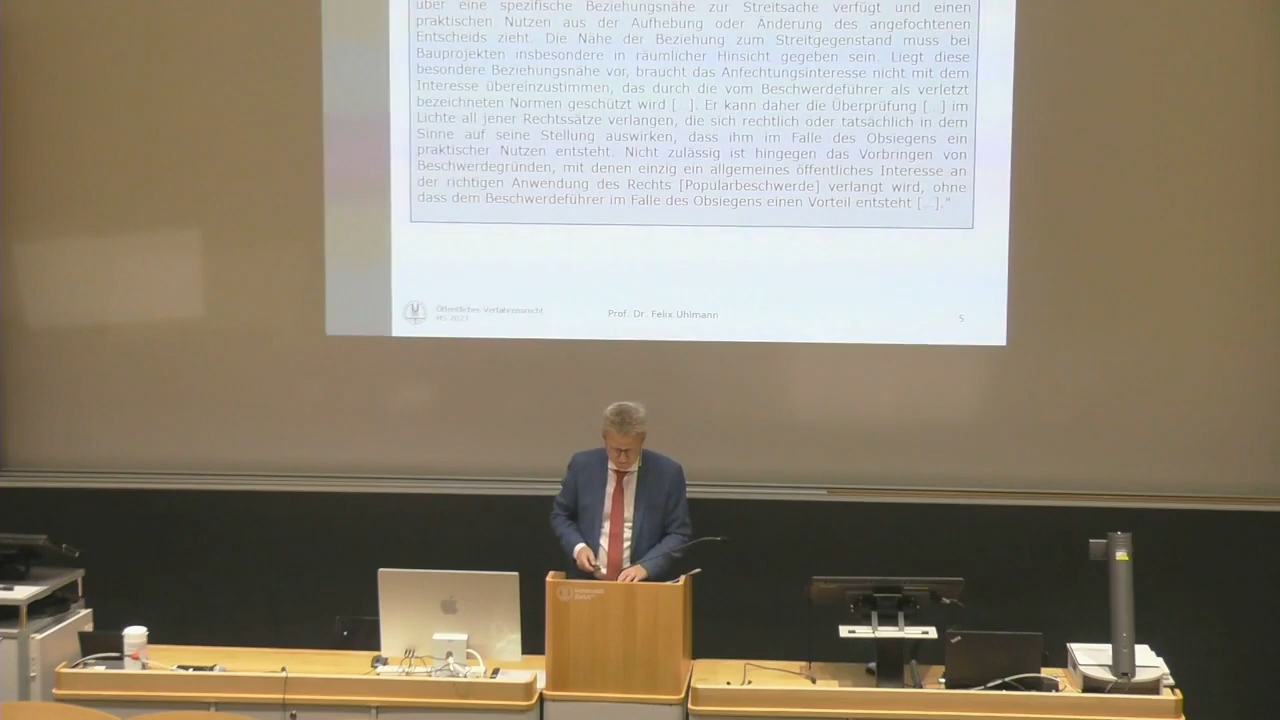 über eine spezifische Beziehungsnähe zur Streitsache verfügt und einen
praktischen Nutzen aus der Aufhebung oder Änderung des angefochtenen
Entscheids zieht. Die Nähe der Beziehung zum Streitgegenstand muss bei
Bauprojekten insbesondere in räumlicher Hinsicht gegeben sein. Liegt diese
besondere Beziehungsnähe vor, braucht das Anfechtungsinteresse nicht mit dem
Interesse übereinzustimmen, das durch die vom Beschwerdeführer als verletzt
bezeichneten Normen geschützt wird [...]. Er kann daher die Überprüfung [...] im
Lichte all jener Rechtssätze verlangen, die sich rechtlich oder tatsächlich in dem
Sinne auf seine Stellung auswirken, dass ihm im Falle des Obsiegens ein
praktischer Nutzen entsteht. Nicht zulässig ist hingegen das Vorbringen von
Beschwerdegründen, mit denen einzig ein allgemeines öffentliches Interesse an
der richtigen Anwendung des Rechts [Popularbeschwerde] verlangt wird, ohne
dass dem Beschwerdeführer im Falle des Obsiegens einen Vorteil entsteht [...]."
Öffentliches Verfahrensrecht
HS 2023
Prof. Dr. Felix Uhlmann
5